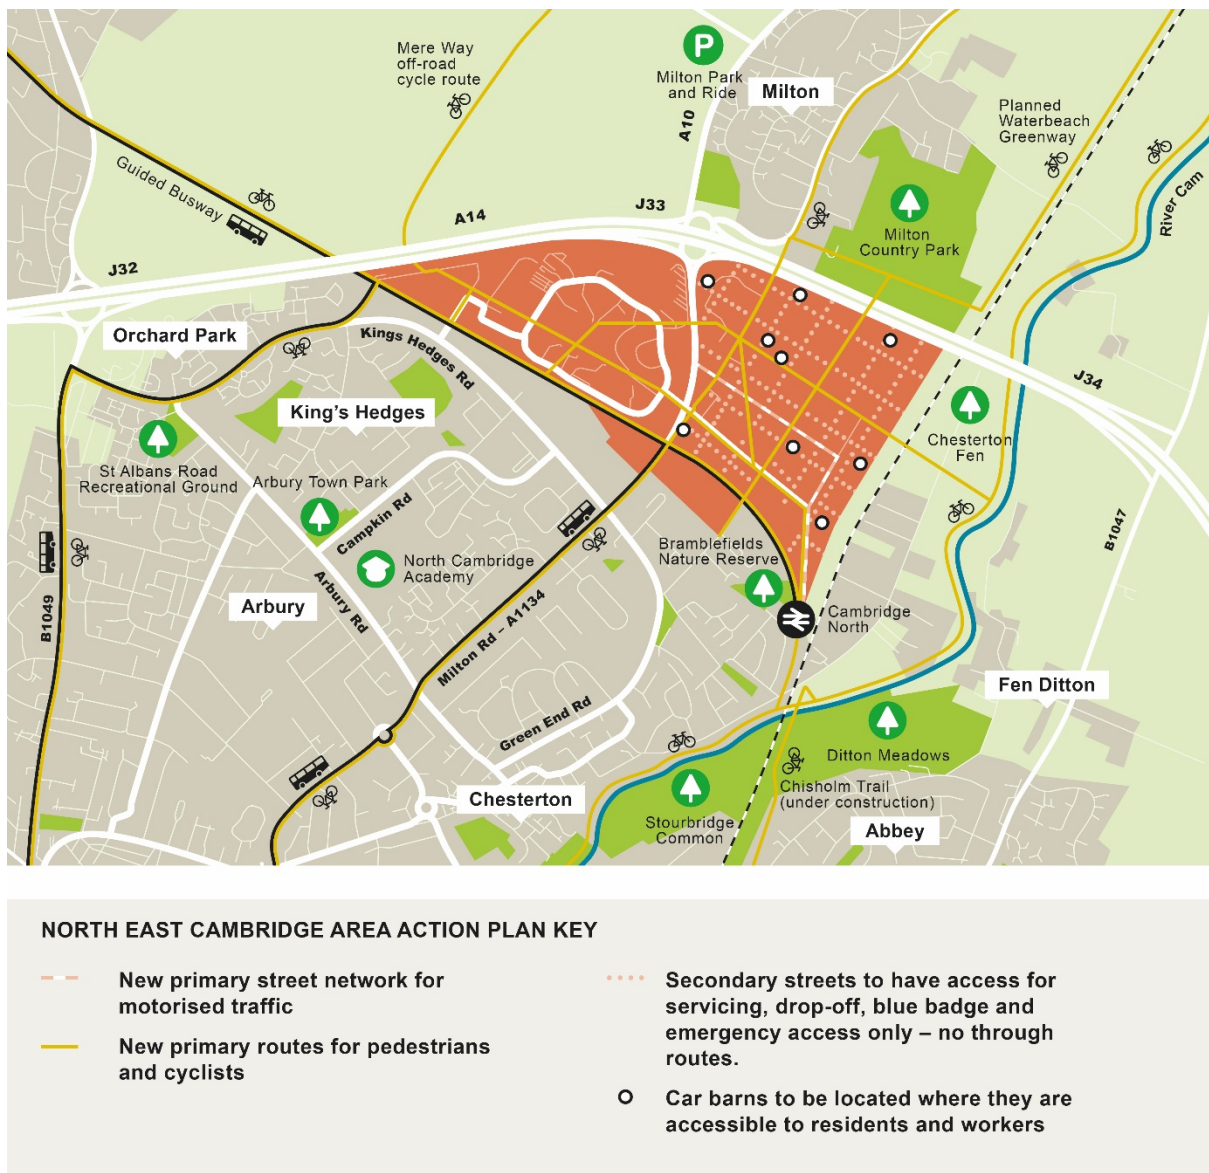 Mere Way
off-road
cycle route
P
Milton Park
and Ride
Milton
A10
Planned
Waterbeach
Greenway
River Cam
Guided Busway
A14
J33
Milton
Country Park
J32
Orchard Park
Kings Hedges Rd
J34
King's Hedges
Chesterton
Fen
St Albans Road
Recreational Ground
Arbury Town Park
Campkin Rd
B1047
Bramblefields
Nature Reserve
North Cambridge
Academy
B1049
Arbury
Arbury Rd
Milton Rd – A1134
Cambridge
North
Fen Ditton
Green End Rd
Ditton Meadows
Chisholm Trail
(under construction)
Chesterton
Stourbridge
Common
Abbey
NORTH EAST CAMBRIDGE AREA ACTION PLAN KEY
New primary street network for
motorised traffic
New primary routes for pedestrians
and cyclists
Secondary streets to have access for
servicing, drop-off, blue badge and
emergency access only – no through
routes.
Car barns to be located where they are
accessible to residents and workers